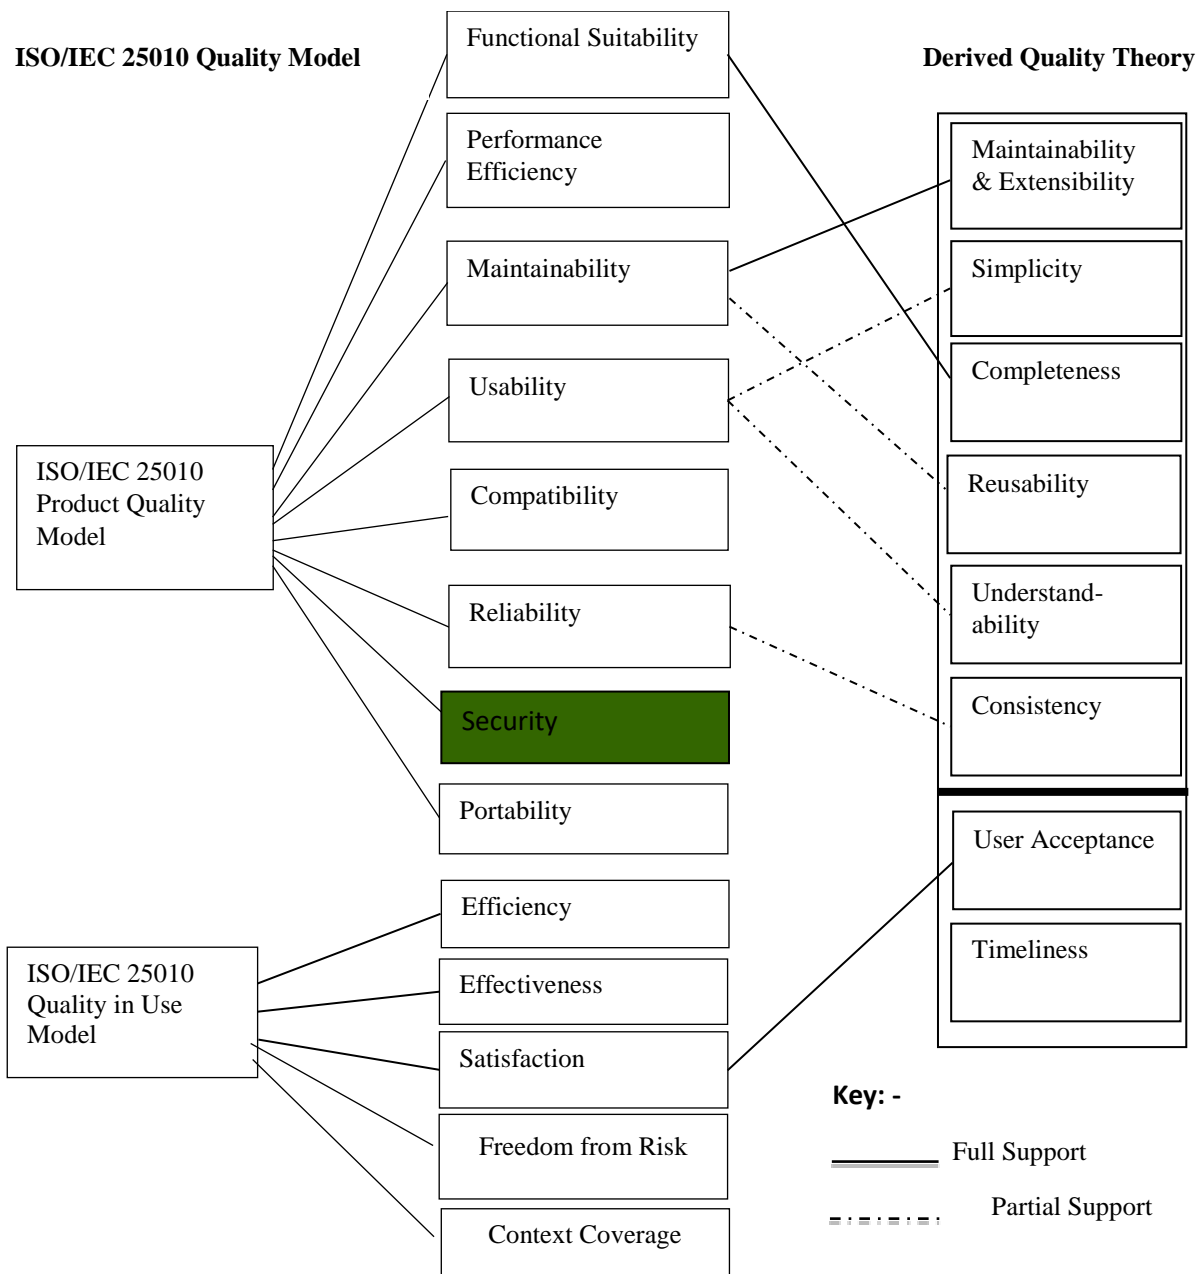 ISO/IEC 25010 Quality Model
Derived Quality Theory
Functional Suitability
Performance
Efficiency
Maintainability
Usability
Compatibility
Reliability
Security
Portability
Efficiency
Effectiveness
Satisfaction
Freedom from Risk
Context Coverage
ISO/IEC 25010
Product Quality
Model
ISO/IEC 25010
Quality in Use
Model
Maintainability
& Extensibility
Simplicity
Completeness
Reusability
Understand-
ability
Consistency
User Acceptance
Timeliness
Key: -
Full Support
Partial Support